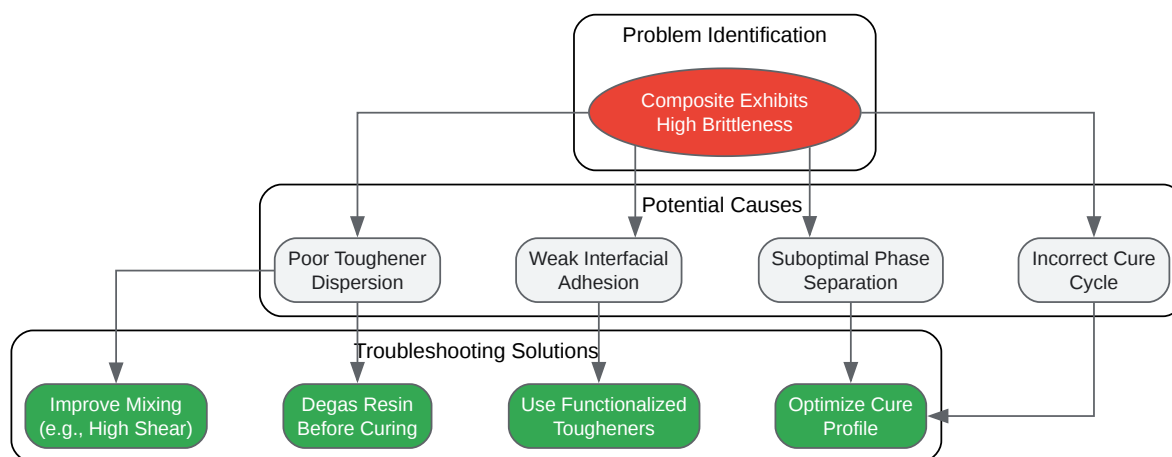 Problem Identification
Composite Exhibits
High Brittleness
Potential Causes
Poor Toughener
Dispersion
Weak Interfacial
Adhesion
Suboptimal Phase
Separation
Incorrect Cure
Cycle
Troubleshooting Solutions
Improve Mixing
(e.g., High Shear)
Degas Resin
Before Curing
Use Functionalized
Tougheners
Optimize Cure
Profile